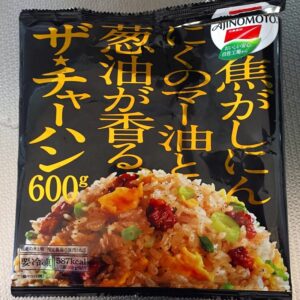 AJINOMOTO
焦がしにん
にくのマー油と
葱油が香る
ザ★チャーハン
600g
要冷凍